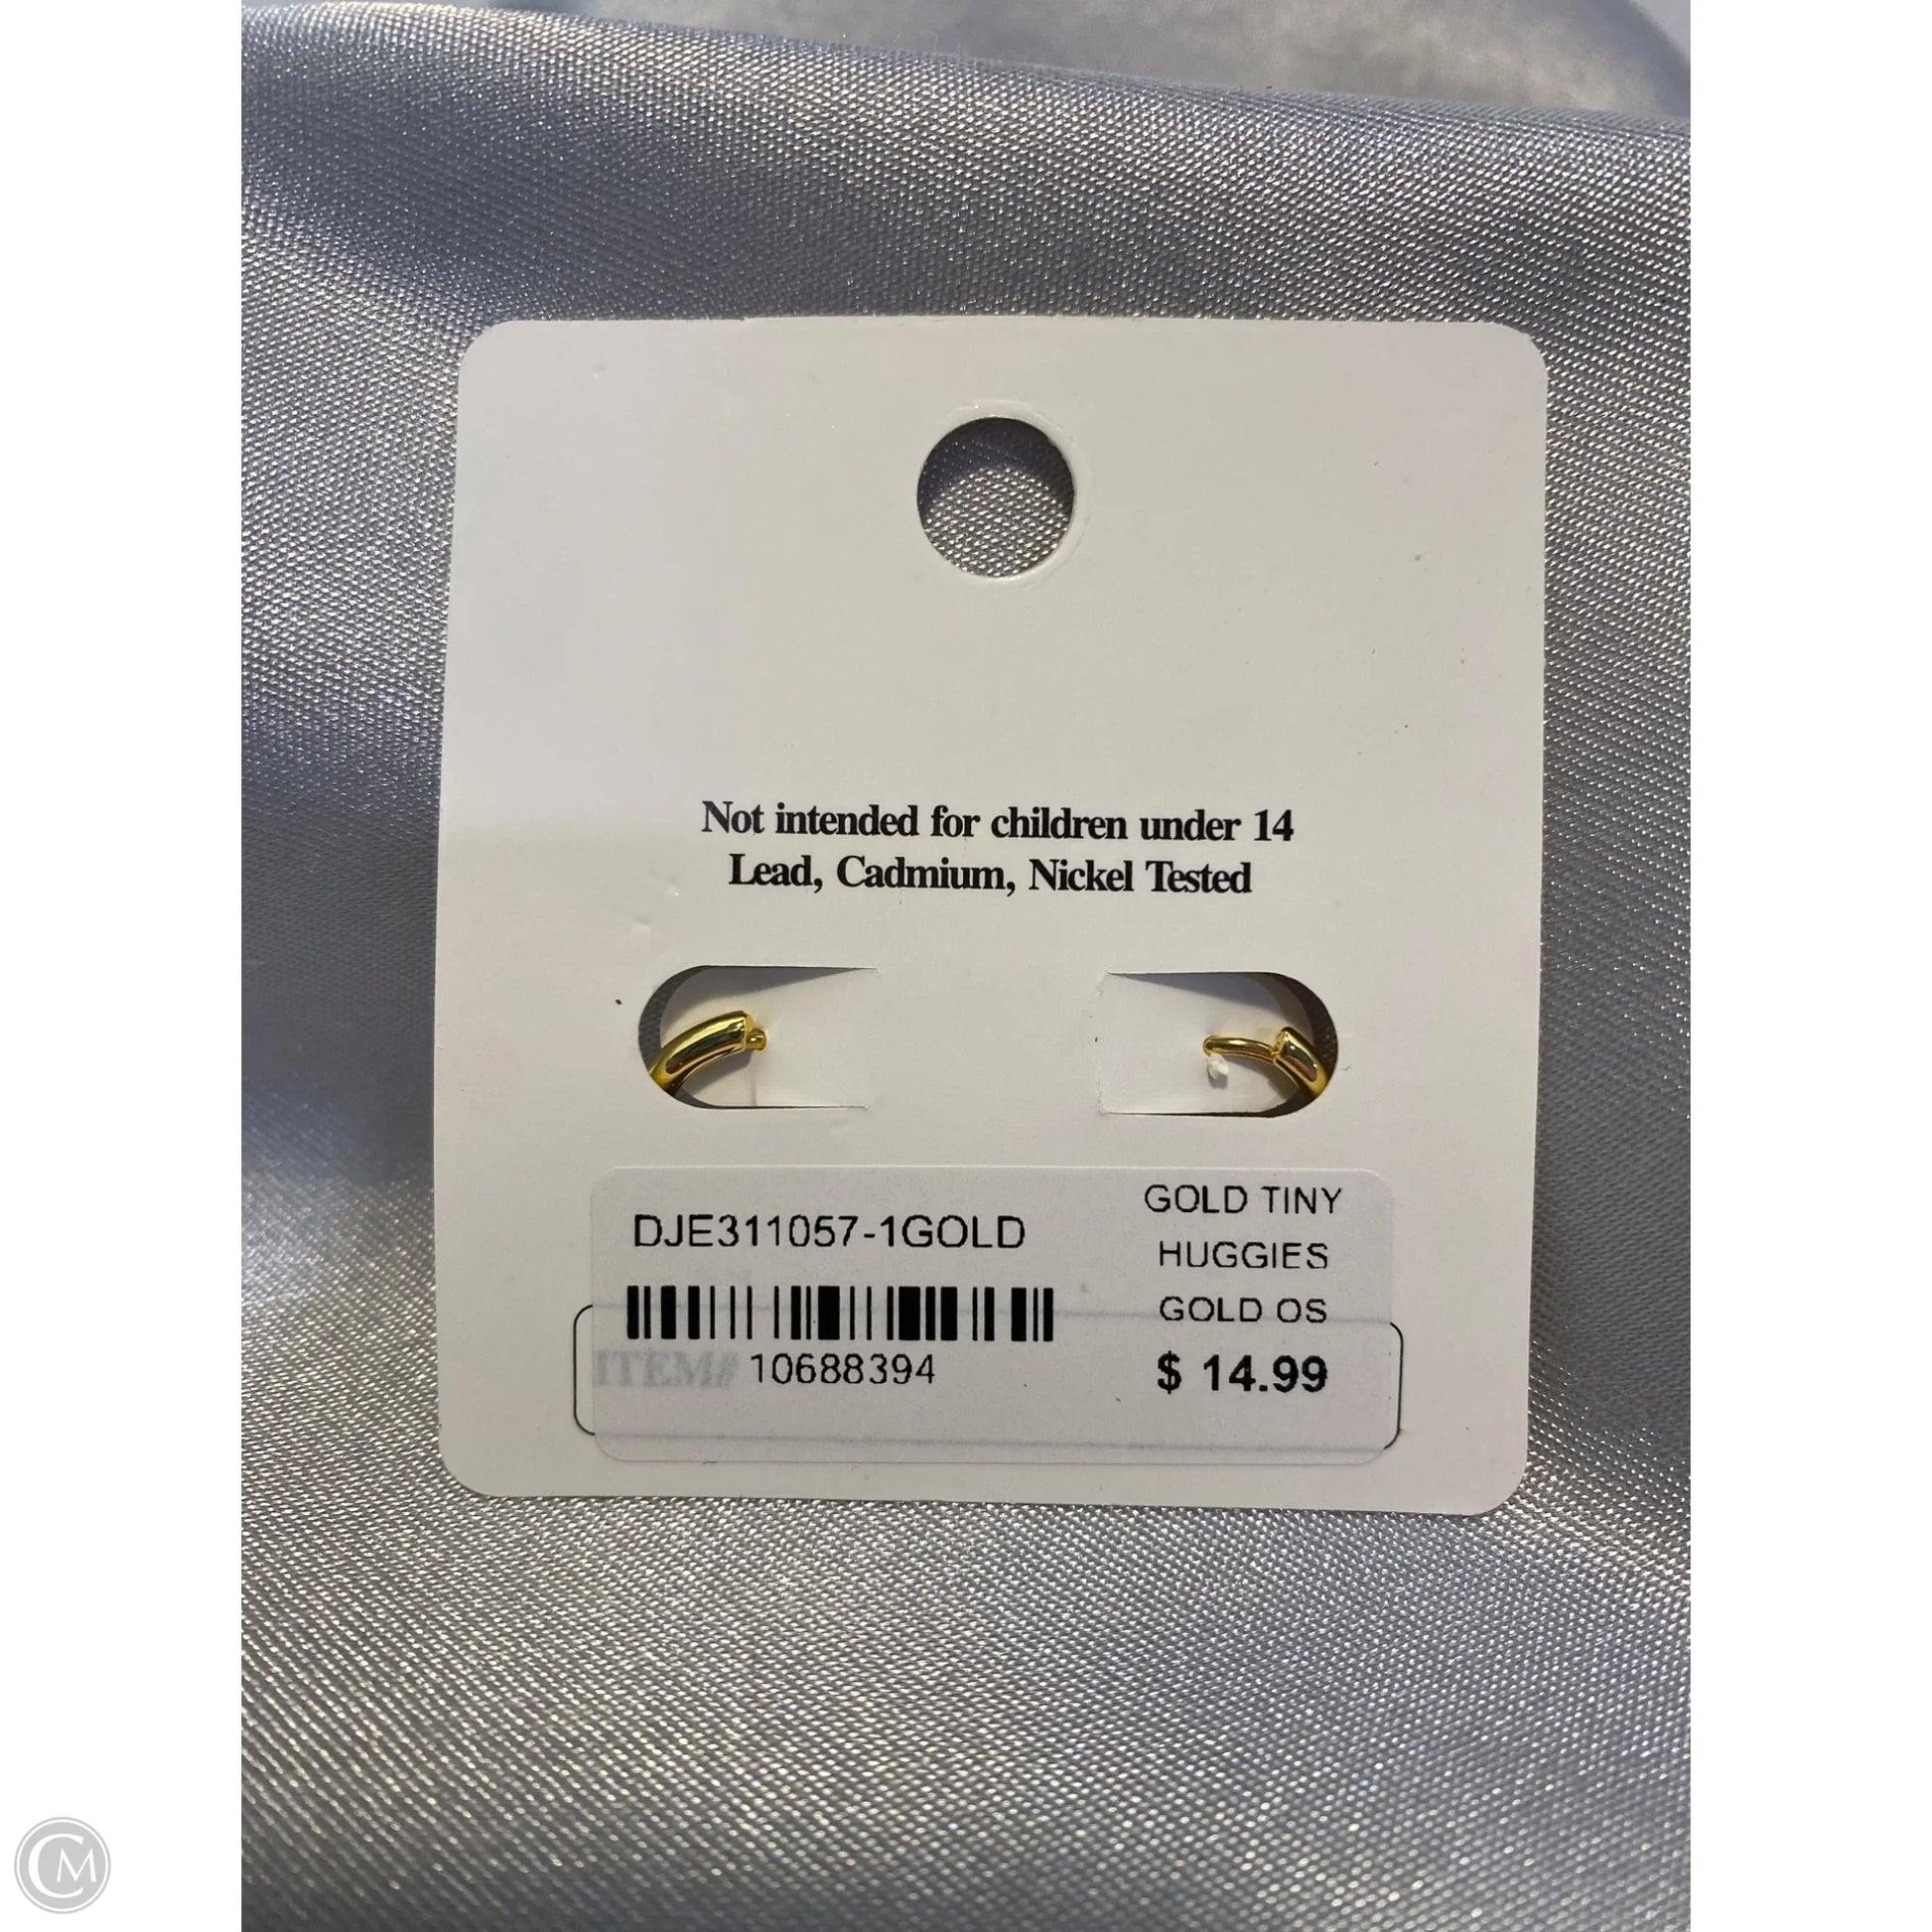 Not intended for children under 14
Lead, Cadmium, Nickel Tested
DJE311057-1GOLD
ITEM# 10688394
GOLD TINY
HUGGIES
GOLD OS
$ 14.99
CM